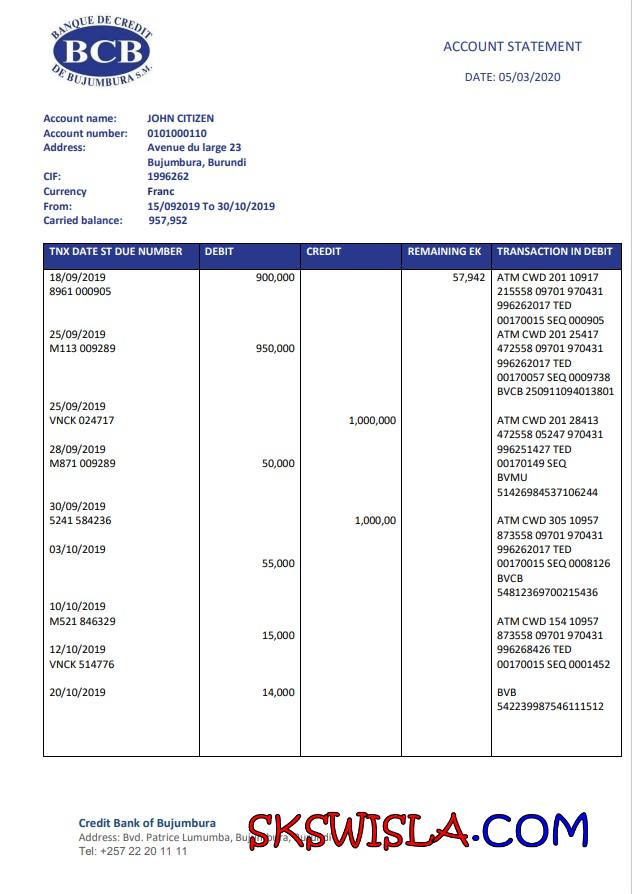 BANQUE DE CREDIT
BCB
DE BUJUMBURA S.M.
ACCOUNT STATEMENT
DATE: 05/03/2020
Account name: JOHN CITIZEN
Account number: 0101000110
Address: Avenue du large 23
Bujumbura, Burundi
CIF: 1996262
Currency Franc
From: 15/092019 To 30/10/2019
Carried balance: 957,952
TNX DATE ST DUE NUMBER DEBIT CREDIT REMAINING EK TRANSACTION IN DEBIT
18/09/2019 900,000 57,942 ATM CWD 201 10917
8961 000905 215558 09701 970431
996262017 TED
00170015 SEQ 000905
25/09/2019 ATM CWD 201 25417
M113 009289 950,000 472558 09701 970431
996262017 TED
00170057 SEQ 0009738
BVCB 250911094013801
25/09/2019
VNCK 024717 1,000,000 ATM CWD 201 28413
472558 05247 970431
28/09/2019 996251427 TED
M871 009289 50,000 00170149 SEQ
BVMU
51426984537106244
30/09/2019
5241 584236 1,000,00 ATM CWD 305 10957
873558 09701 970431
03/10/2019 996262017 TED
55,000 00170015 SEQ 0008126
BVCB
54812369700215436
10/10/2019
M521 846329 ATM CWD 154 10957
15,000 873558 09701 970431
12/10/2019 996268426 TED
VNCK 514776 00170015 SEQ 0001452
20/10/2019 14,000 BVB
542239987546111512
Credit Bank of Bujumbura
Address: Bvd. Patrice Lumumba, Bujumbura, Burundi
Tel: +257 22 20 11 11
SKSWISLA.COM